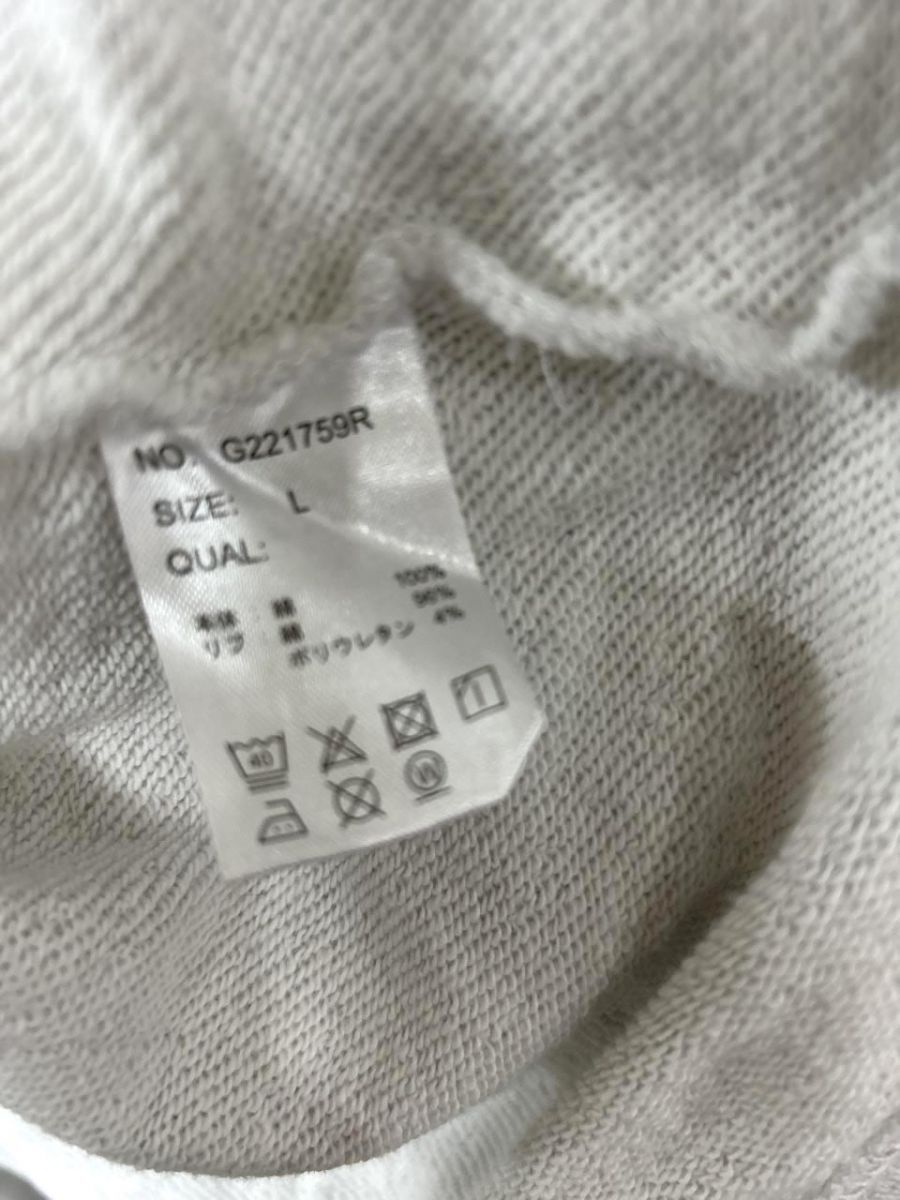 NO. G221759R
SIZE: L
QUAL:
本体 綿 100%
リブ 綿 96%
ポリウレタン 4%
40
W